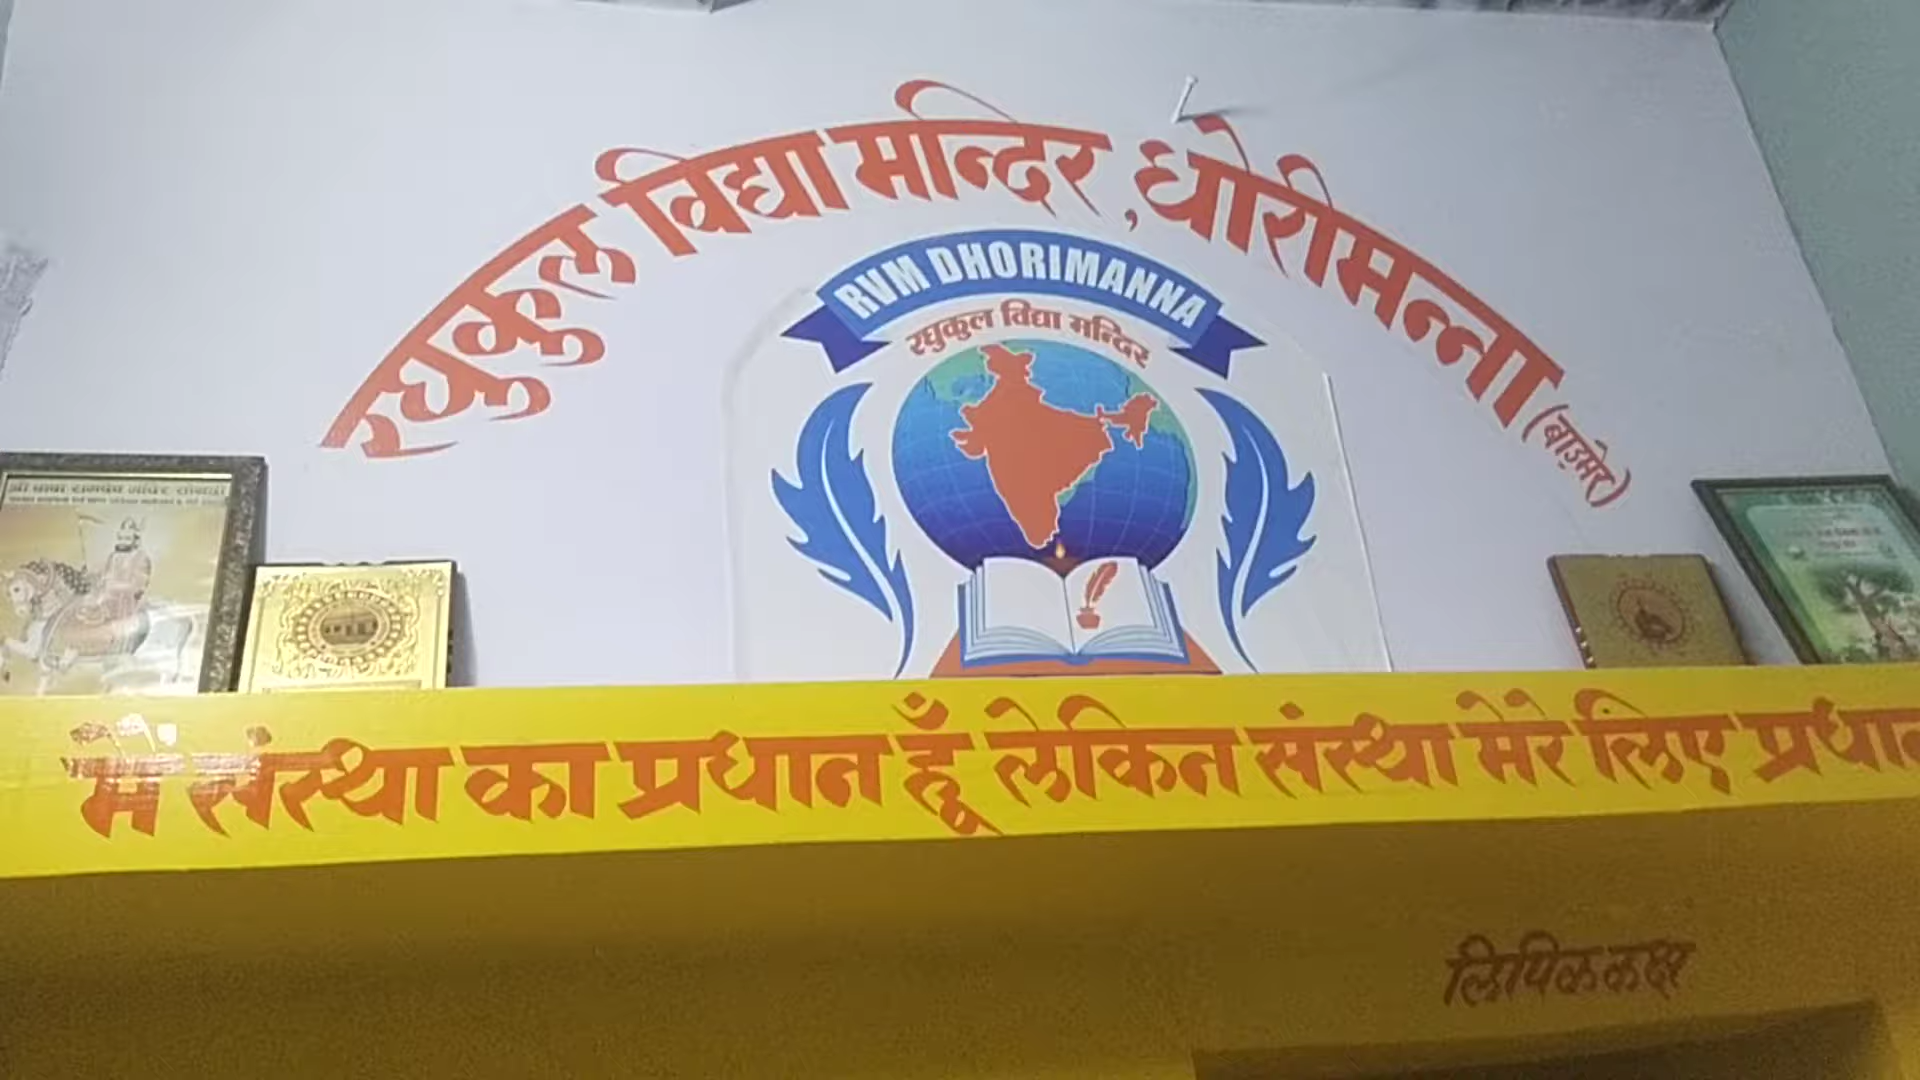 रघुकुल विद्या मन्दिर, धोरीमन्ना (बाड़मेर)
RVM DHORIMANNA
रघुकुल विद्या मन्दिर
मैं संस्था का प्रधान हूँ लेकिन संस्था मेरे लिए प्रधान
लिपिक कक्ष